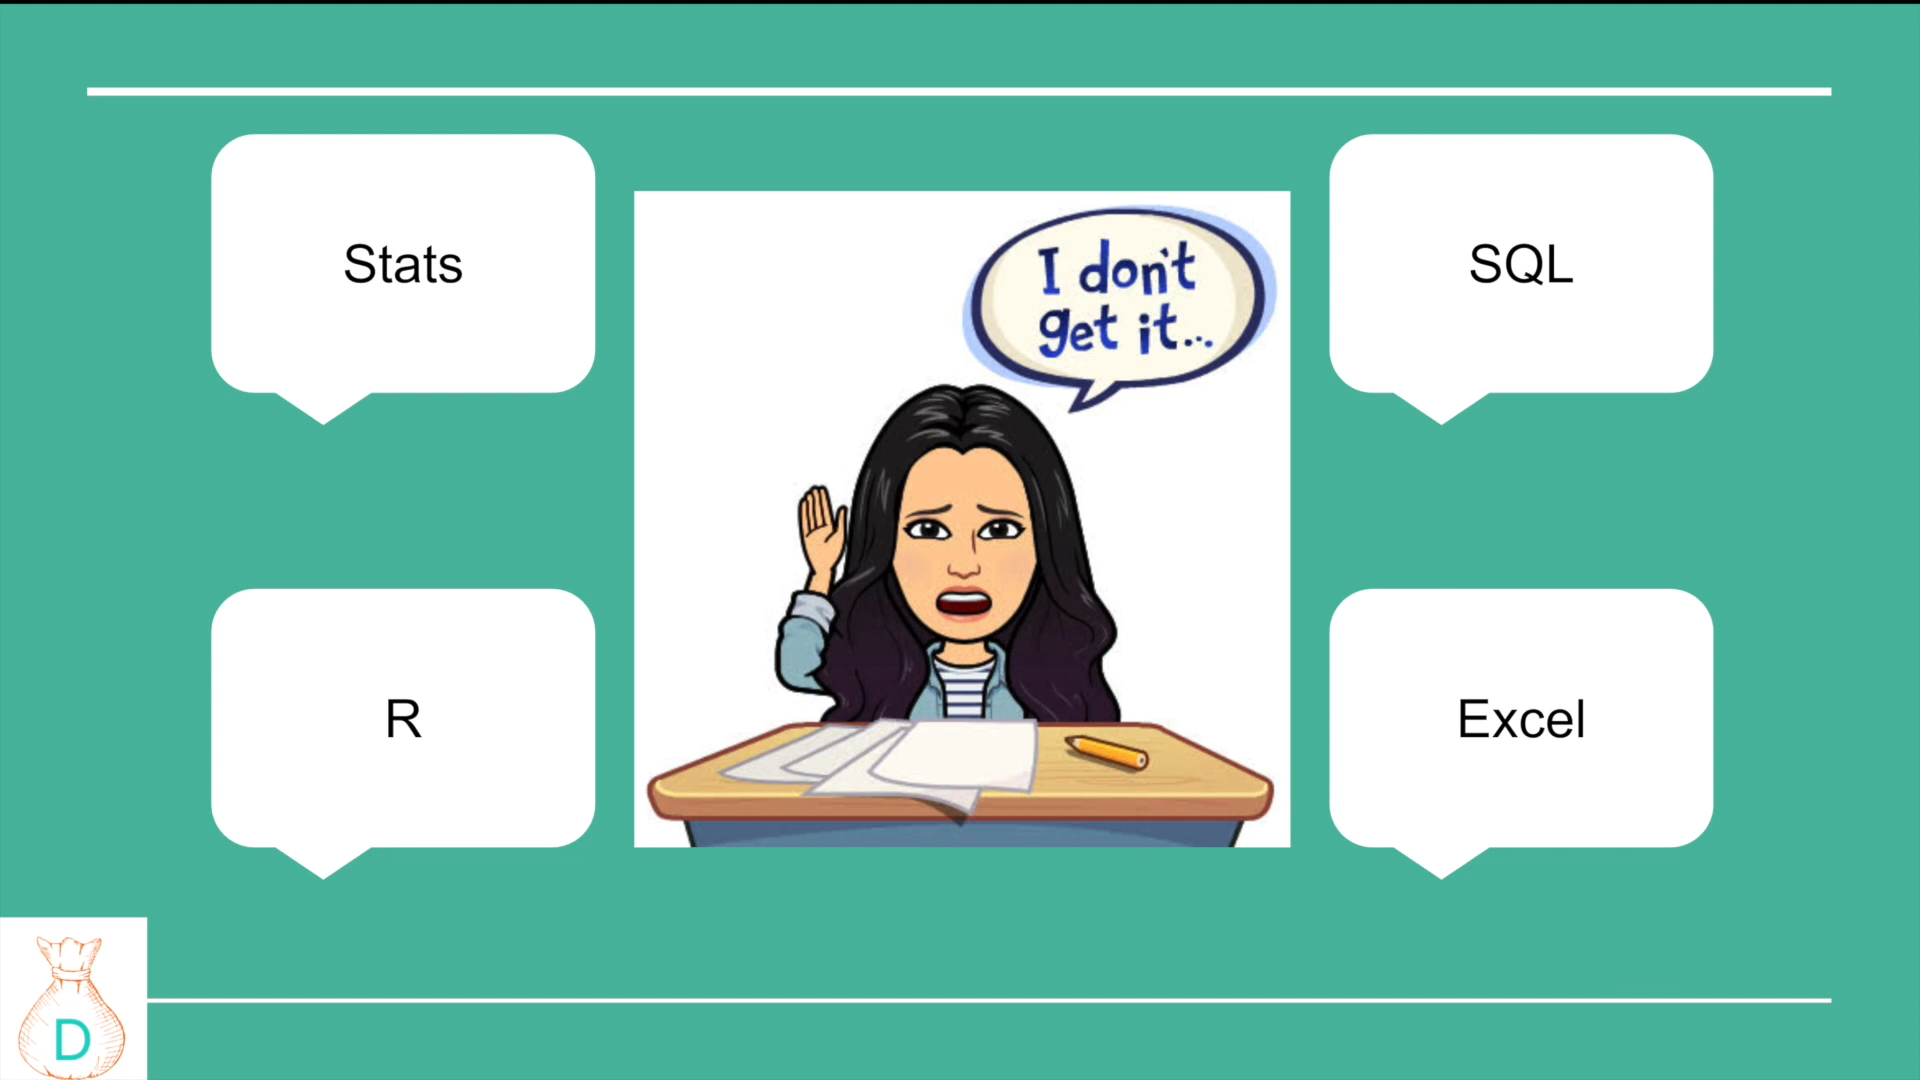 Stats
SQL
I don't
get it...
R
Excel
D